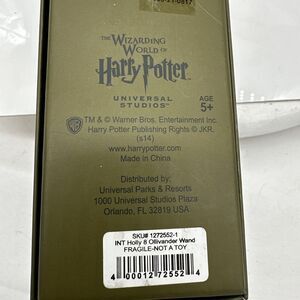 THE WIZARDING
WORLD OF
Harry Potter
UNIVERSAL
STUDIOS
AGE
5+
TM & © Warner Bros. Entertainment Inc.
Harry Potter Publishing Rights © JKR.
(s14)
www.harrypotter.com
Made in China
Distributed by:
Universal Parks & Resorts
1000 Universal Studios Plaza
Orlando, FL 32819 USA
SKU# 1272552-1
INT Holly 8 Ollivander Wand
FRAGILE-NOT A TOY
4 00012 72552 4